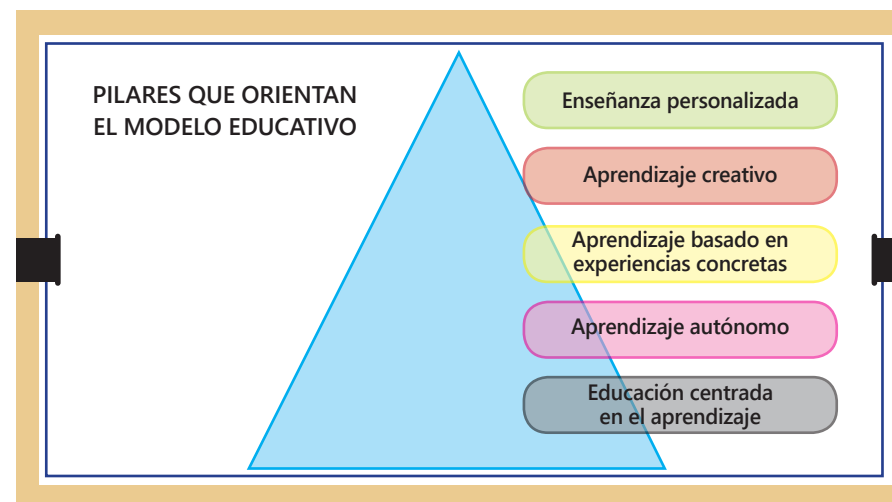 PILARES QUE ORIENTAN
EL MODELO EDUCATIVO
Enseñanza personalizada
Aprendizaje creativo
Aprendizaje basado en
experiencias concretas
Aprendizaje autónomo
Educación centrada
en el aprendizaje